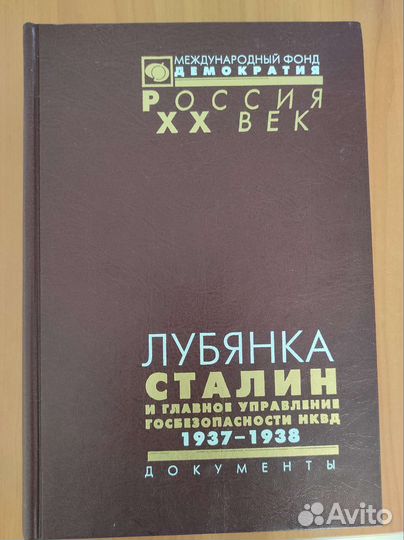 МЕЖДУНАРОДНЫЙ ФОНД
ДЕМОКРАТИЯ
РОССИЯ
XX ВЕК
ЛУБЯНКА
СТАЛИН
И ГЛАВНОЕ УПРАВЛЕНИЕ
ГОСБЕЗОПАСНОСТИ НКВД
1937–1938
ДОКУМЕНТЫ
Avito